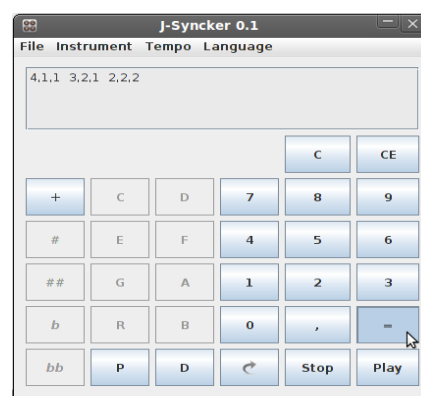 J-Syncker 0.1
File Instrument Tempo Language
4,1,1 3,2,1 2,2,2
C CE
+ C D 7 8 9
# E F 4 5 6
## G A 1 2 3
b R B 0 , =
bb P D Stop Play